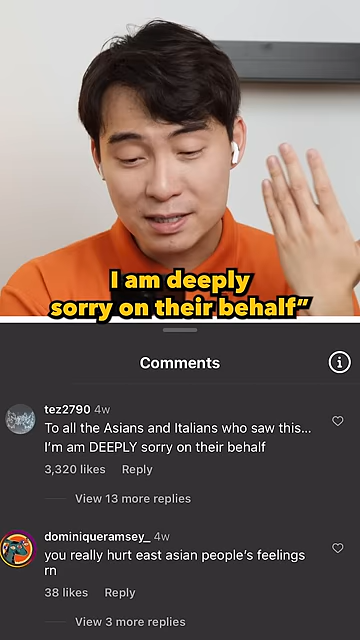 I am deeply
sorry on their behalf”
Comments
tez2790 4w
To all the Asians and Italians who saw this...
I'm am DEEPLY sorry on their behalf
3,320 likes Reply
View 13 more replies
dominiqueramsey_ 4w
you really hurt east asian people's feelings
rn
38 likes Reply
View 3 more replies